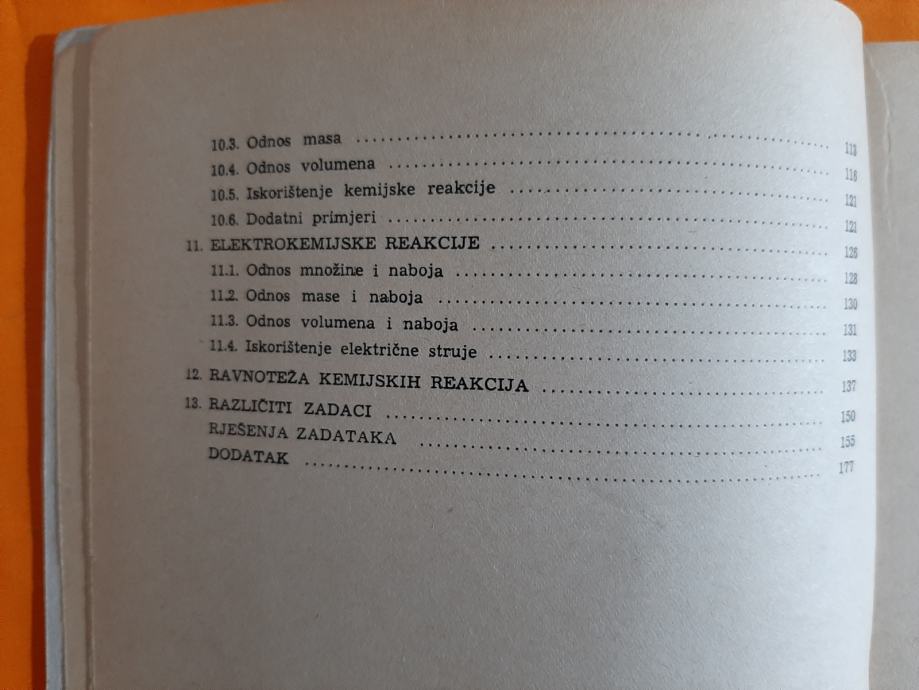 10.3. Odnos masa ........ 113
10.4. Odnos volumena ........ 116
10.5. Iskorištenje kemijske reakcije ........ 121
10.6. Dodatni primjeri ........ 121
11. ELEKTROKEMIJSKE REAKCIJE ........ 128
11.1. Odnos množine i naboja ........ 128
11.2. Odnos mase i naboja ........ 130
11.3. Odnos volumena i naboja ........ 131
11.4. Iskorištenje električne struje ........ 133
12. RAVNOTEŽA KEMIJSKIH REAKCIJA ........ 137
13. RAZLIČITI ZADACI ........ 150
RJEŠENJA ZADATAKA ........ 155
DODATAK ........ 177